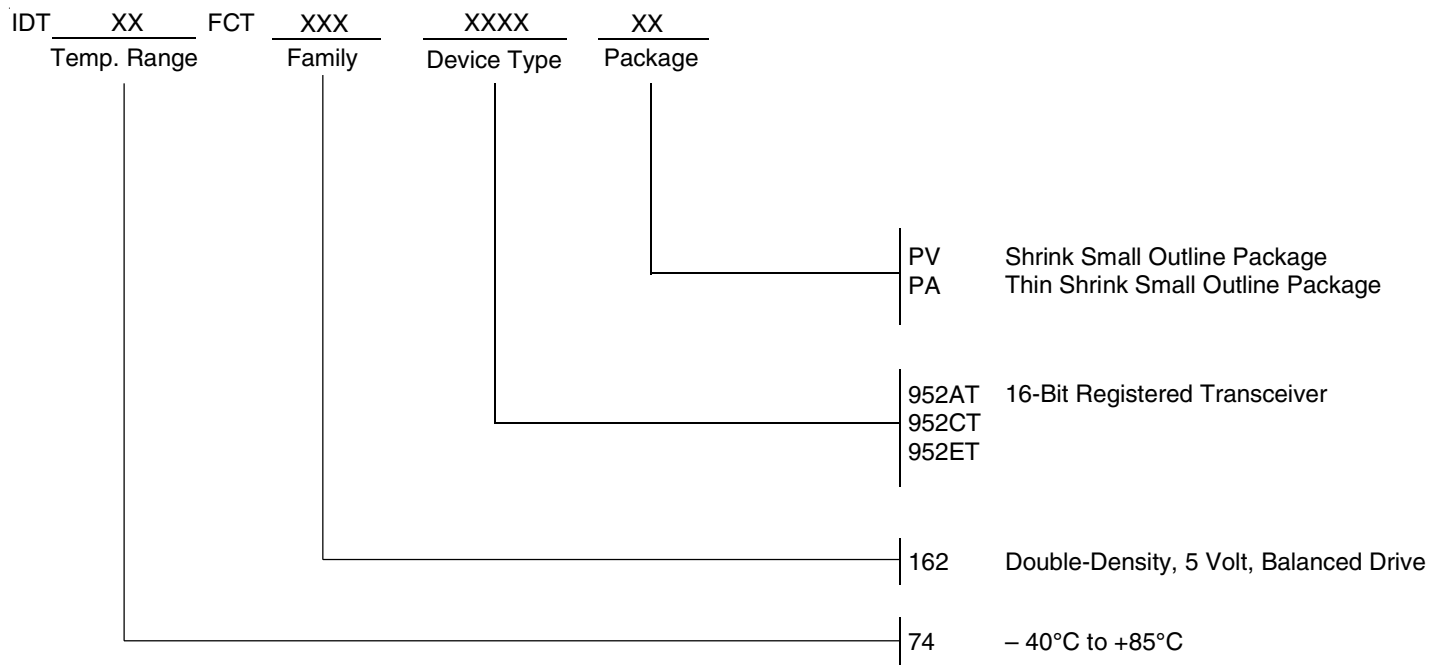 IDT XX FCT XXX XXXX XX
Temp. Range Family Device Type Package
PV Shrink Small Outline Package
PA Thin Shrink Small Outline Package
952AT 16-Bit Registered Transceiver
952CT
952ET
162 Double-Density, 5 Volt, Balanced Drive
74 – 40°C to +85°C